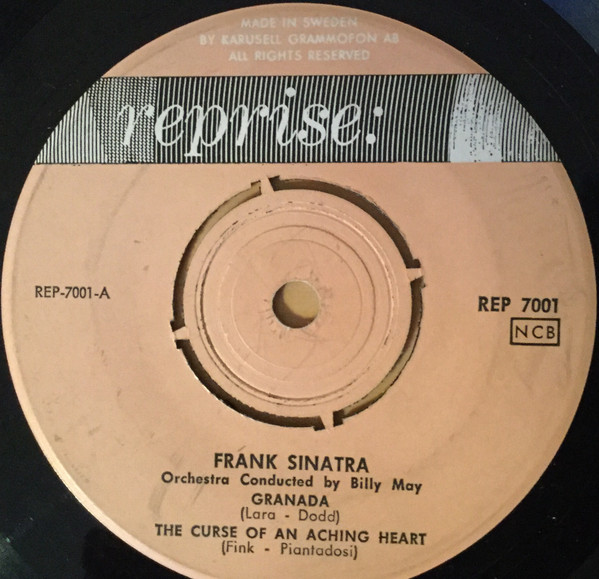 MADE IN SWEDEN
BY KARUSELL GRAMMOFON AB
ALL RIGHTS RESERVED
reprise:
REP-7001-A
REP 7001
NCB
FRANK SINATRA
Orchestra Conducted by Billy May
GRANADA
(Lara - Dodd)
THE CURSE OF AN ACHING HEART
(Fink - Piantadosi)